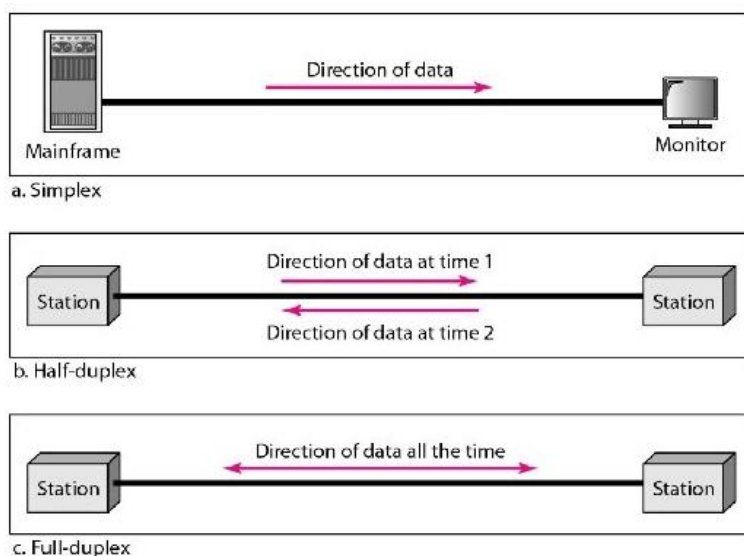 Direction of data
Mainframe
Monitor
a. Simplex
Direction of data at time 1
Station
Station
Direction of data at time 2
b. Half-duplex
Direction of data all the time
Station
Station
c. Full-duplex